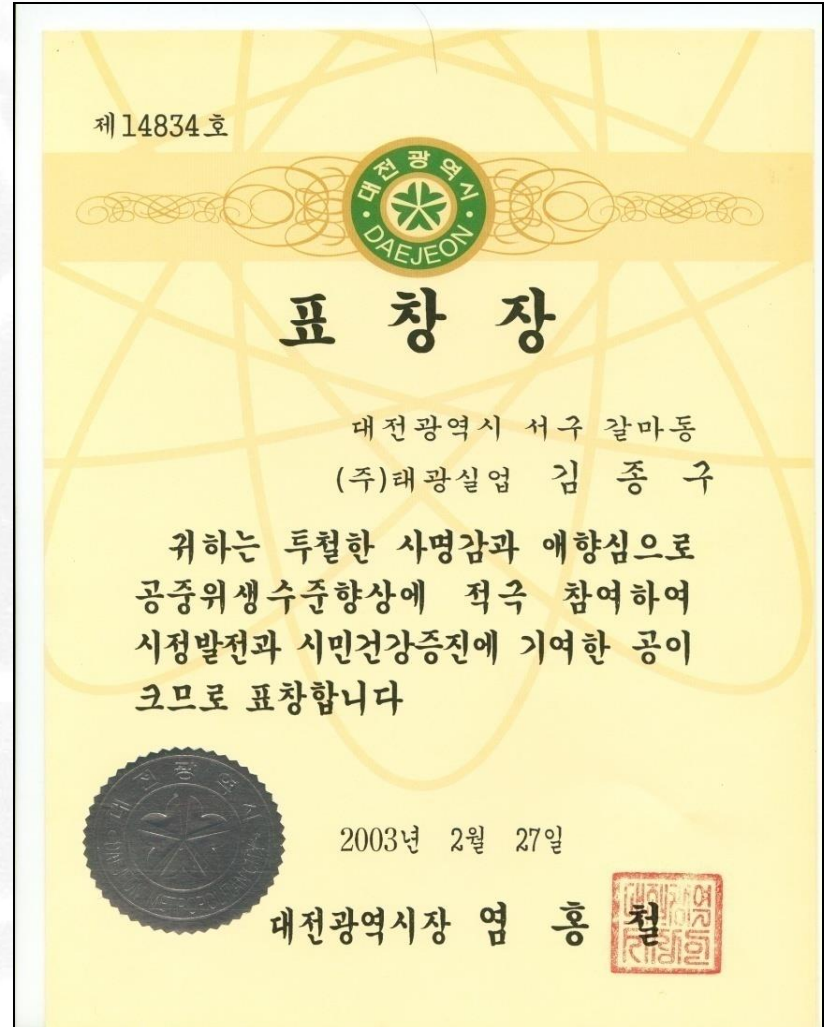 제14834호
대전광역시
DAEJEON
표 창 장
대전광역시 서구 갈마동
(주)태광실업 김 종 구
귀하는 투철한 사명감과 애향심으로
공중위생수준향상에 적극 참여하여
시정발전과 시민건강증진에 기여한 공이
크므로 표창합니다
대전광역시
2003년 2월 27일
대전광역시장 염 홍 철